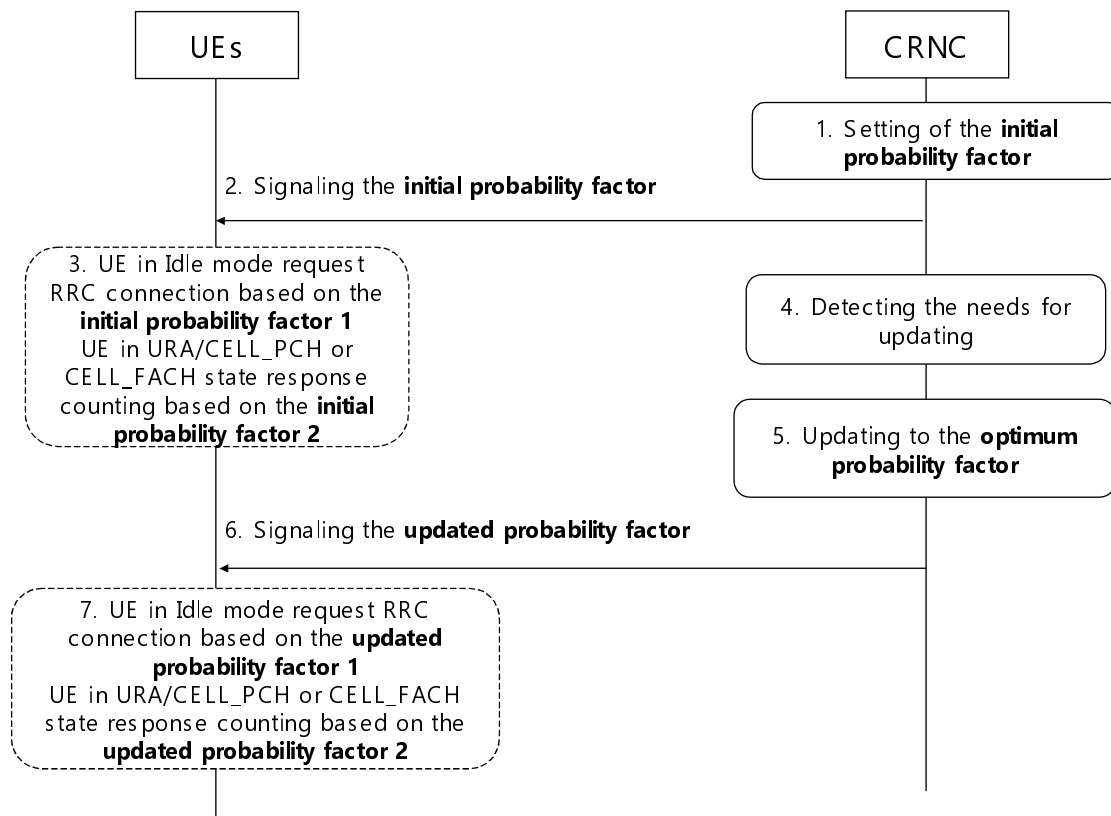 UEs
CRNC
1. Setting of the initial
probability factor
2. Signaling the initial probability factor
3. UE in Idle mode request
RRC connection based on the
initial probability factor 1
UE in URA/CELL_PCH or
CELL_FACH state response
counting based on the initial
probability factor 2
4. Detecting the needs for
updating
5. Updating to the optimum
probability factor
6. Signaling the updated probability factor
7. UE in Idle mode request RRC
connection based on the updated
probability factor 1
UE in URA/CELL_PCH or CELL_FACH
state response counting based on the
updated probability factor 2